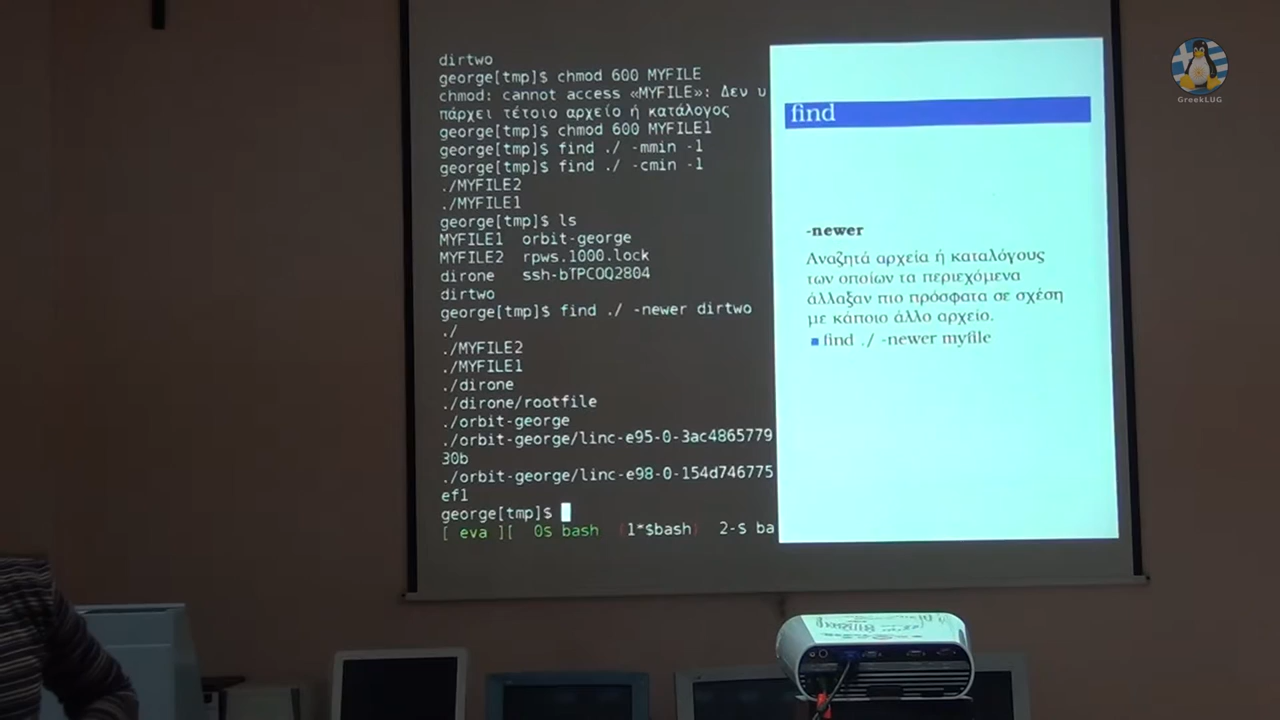 dirtwo
george[tmp]$ chmod 600 MYFILE
chmod: cannot access «MYFILE»: Δεν υ
πάρχει τέτοιο αρχείο ή κατάλογος
george[tmp]$ chmod 600 MYFILE1
george[tmp]$ find ./ -mmin -1
george[tmp]$ find ./ -cmin -1
./MYFILE2
./MYFILE1
george[tmp]$ ls
MYFILE1  orbit-george
MYFILE2  rpws.1000.lock
dirone   ssh-bTPCOQ2804
dirtwo
george[tmp]$ find ./ -newer dirtwo
./
./MYFILE2
./MYFILE1
./dirone
./dirone/rootfile
./orbit-george
./orbit-george/linc-e95-0-3ac4865779
30b
./orbit-george/linc-e98-0-154d746775
ef1
george[tmp]$
[ eva ][  0$ bash  (1*$bash)  2-$ ba
find
-newer
Αναζητά αρχεία ή καταλόγους
των οποίων τα περιεχόμενα
άλλαξαν πιο πρόσφατα σε σχέση
με κάποιο άλλο αρχείο.
find ./ -newer myfile
GreekLUG